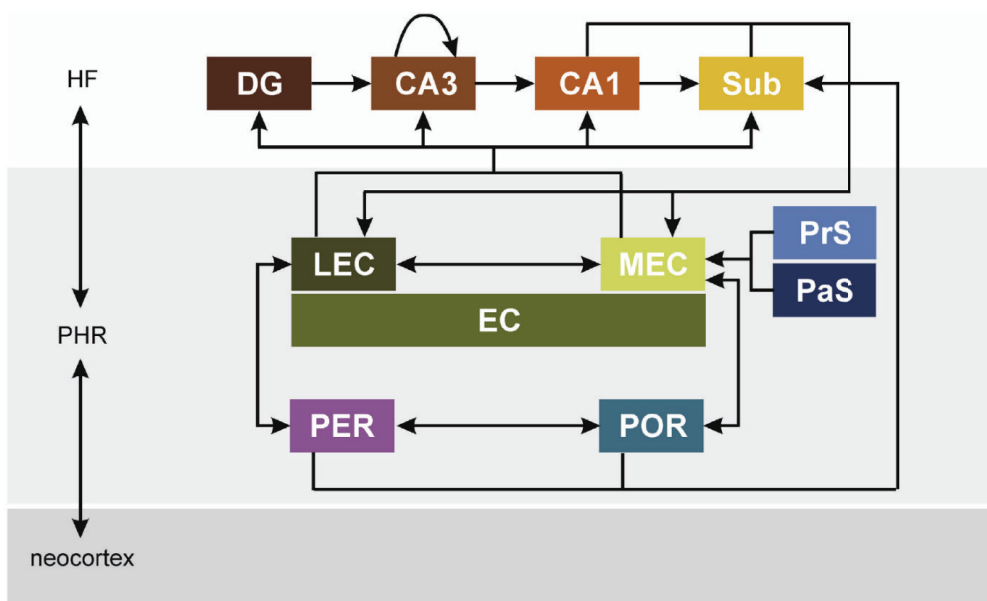 HF
DG
CA3
CA1
Sub
PrS
LEC
MEC
PaS
EC
PHR
PER
POR
neocortex